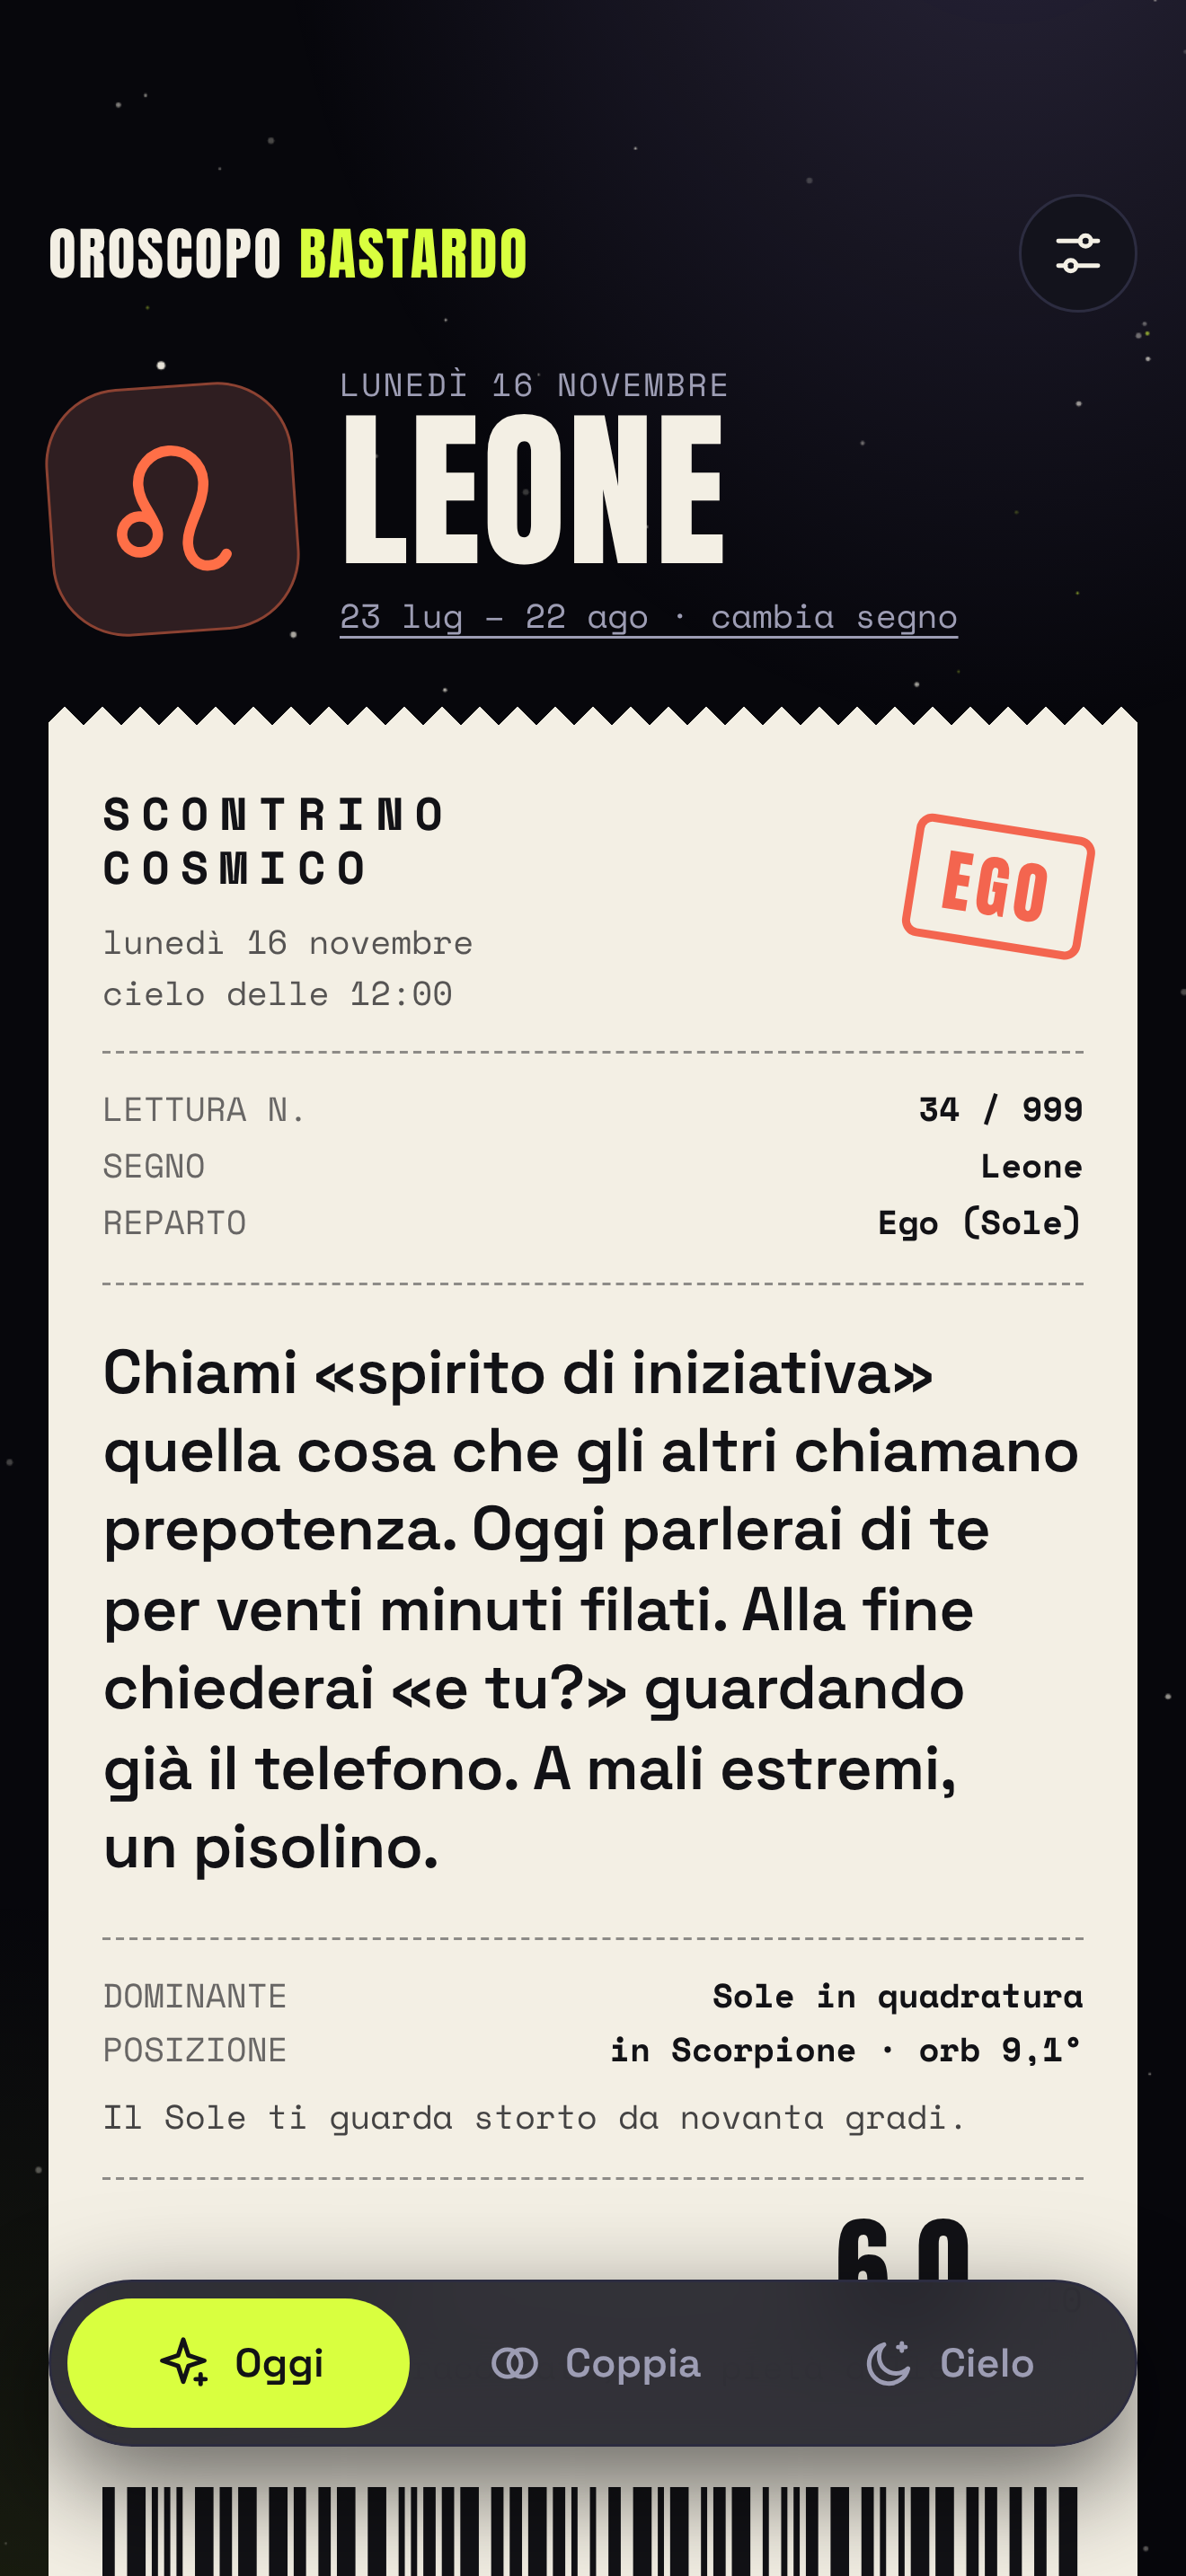 OROSCOPO BASTARDO
LUNEDÌ 16 NOVEMBRE
LEONE
23 lug – 22 ago · cambia segno
SCONTRINO
COSMICO
EGO
lunedì 16 novembre
cielo delle 12:00
LETTURA N. 34 / 999
SEGNO Leone
REPARTO Ego (Sole)
Chiami «spirito di iniziativa»
quella cosa che gli altri chiamano
prepotenza. Oggi parlerai di te
per venti minuti filati. Alla fine
chiederai «e tu?» guardando
già il telefono. A mali estremi,
un pisolino.
DOMINANTE Sole in quadratura
POSIZIONE in Scorpione · orb 9,1°
Il Sole ti guarda storto da novanta gradi.
Oggi
Coppia
Cielo